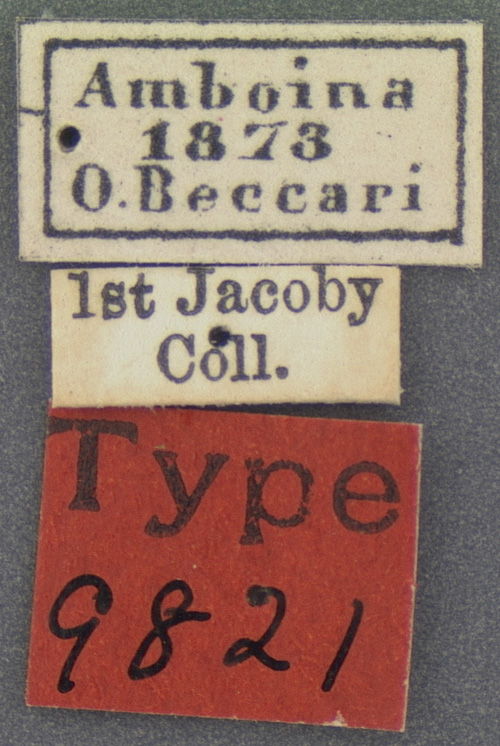 Amboina
1873
O. Beccari
1st Jacoby
Coll.
Type
9821